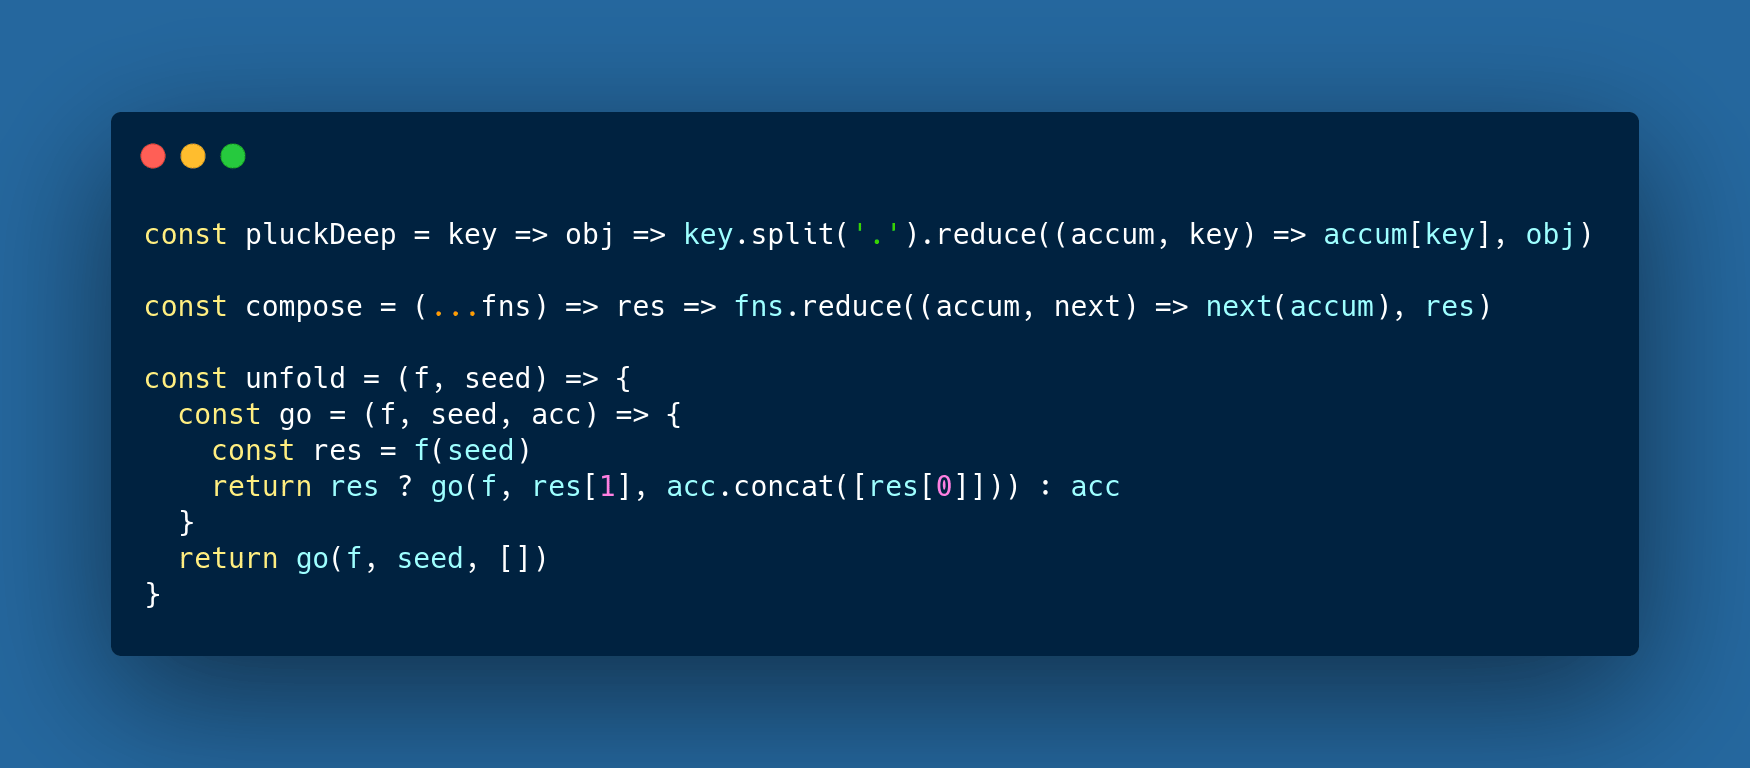 const pluckDeep = key => obj => key.split('.').reduce((accum, key) => accum[key], obj)

const compose = (...fns) => res => fns.reduce((accum, next) => next(accum), res)

const unfold = (f, seed) => {
  const go = (f, seed, acc) => {
    const res = f(seed)
    return res ? go(f, res[1], acc.concat([res[0]])) : acc
  }
  return go(f, seed, [])
}